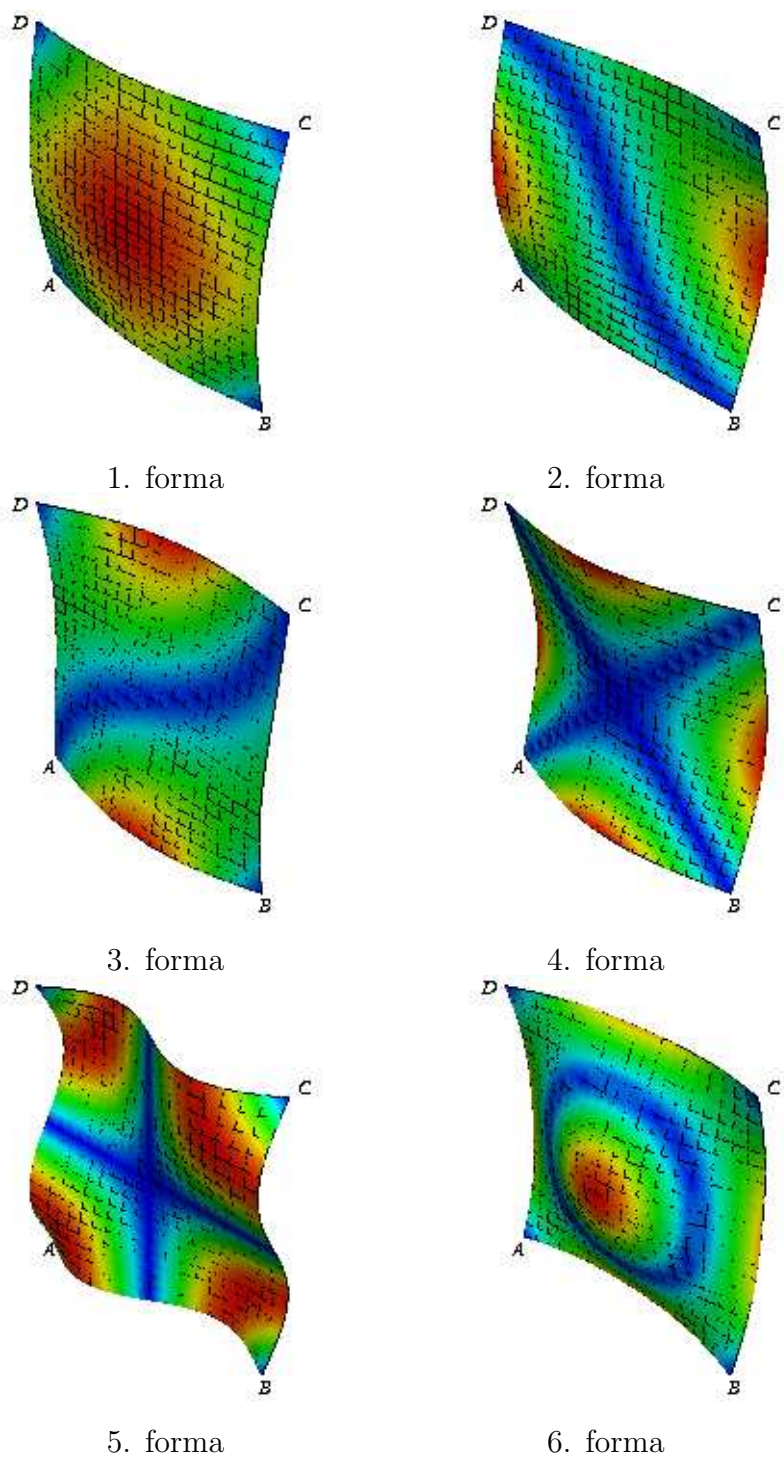 D D
C C
A A
B B
1. forma 2. forma
D D
C C
A A
B B
3. forma 4. forma
D D
C C
A A
B B
5. forma 6. forma